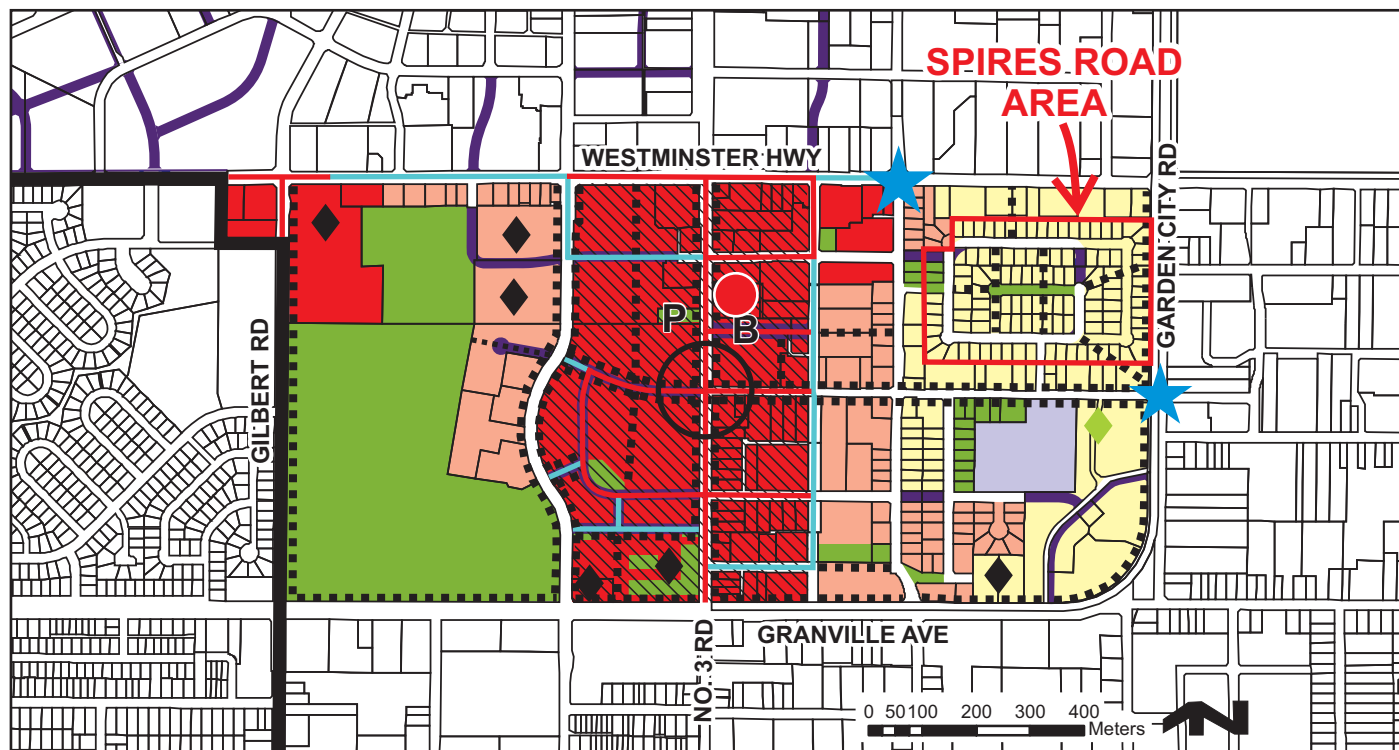 SPIRES ROAD
AREA
WESTMINSTER HWY
GARDEN CITY RD
GILBERT RD
P
B
NO. 3 RD
GRANVILLE AVE
0 50 100 200 300 400
Meters
N